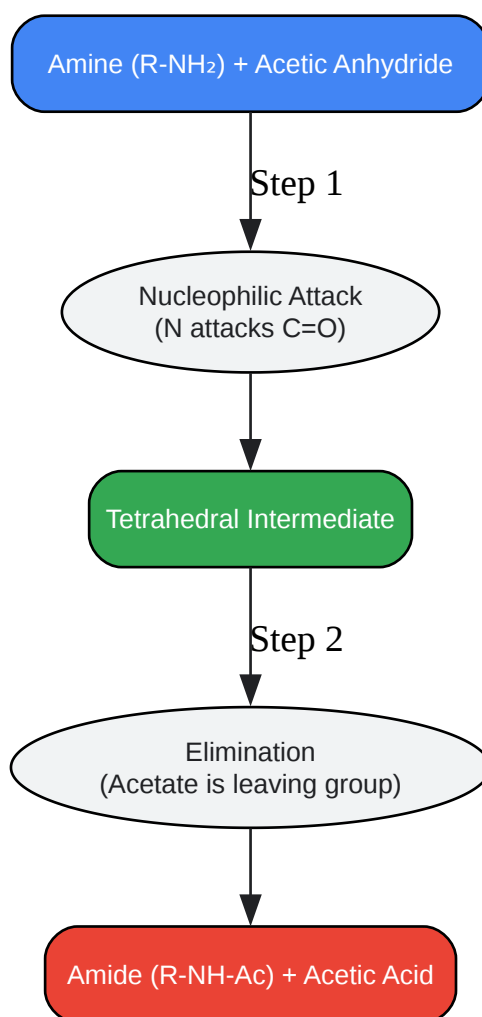 Amine (R-NH₂) + Acetic Anhydride
Step 1
Nucleophilic Attack
(N attacks C=O)
Tetrahedral Intermediate
Step 2
Elimination
(Acetate is leaving group)
Amide (R-NH-Ac) + Acetic Acid